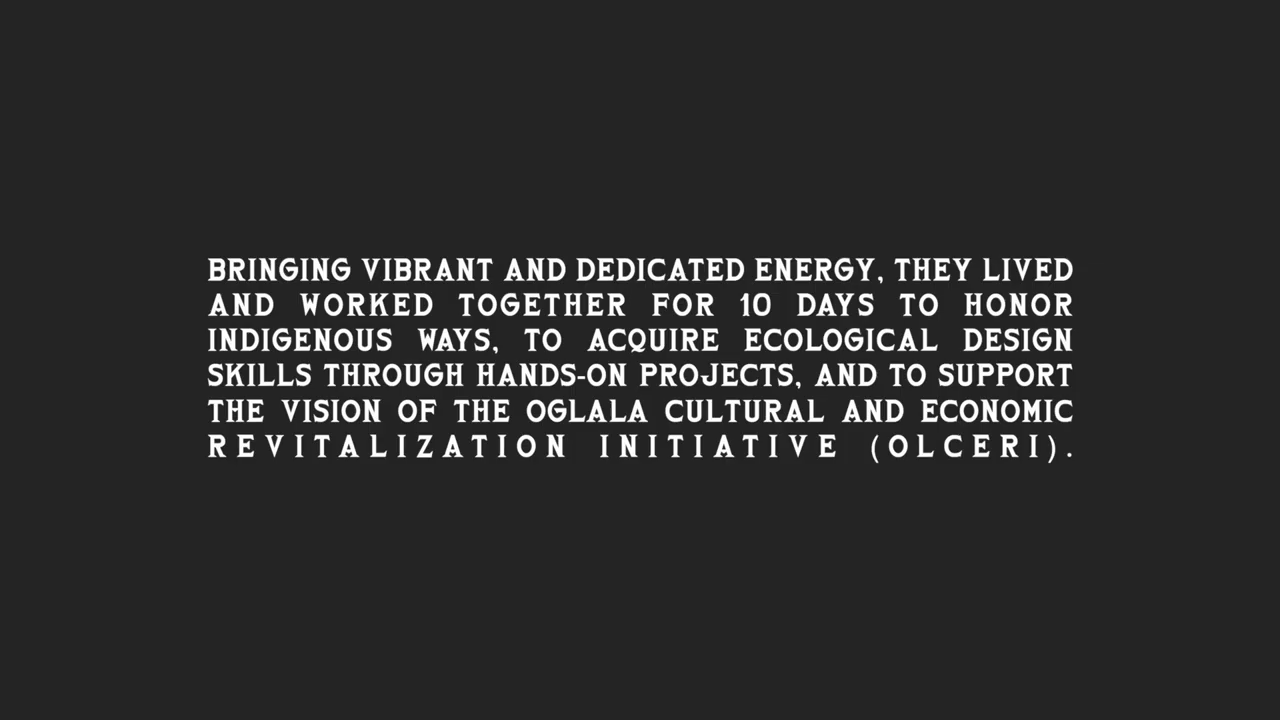 BRINGING VIBRANT AND DEDICATED ENERGY, THEY LIVED
AND WORKED TOGETHER FOR 10 DAYS TO HONOR
INDIGENOUS WAYS, TO ACQUIRE ECOLOGICAL DESIGN
SKILLS THROUGH HANDS-ON PROJECTS, AND TO SUPPORT
THE VISION OF THE OGLALA CULTURAL AND ECONOMIC
REVITALIZATION INITIATIVE (OLCERI).